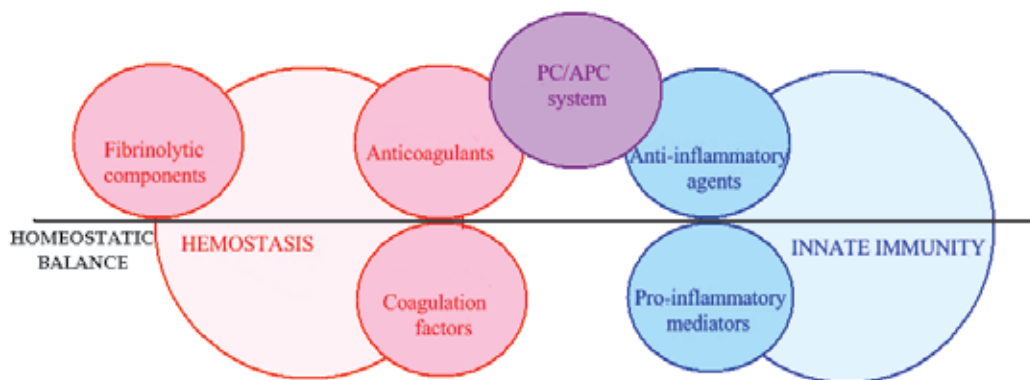 PC/APC
system
Fibrinolytic
components
Anticoagulants
Anti-inflammatory
agents
HOMEOSTATIC
BALANCE
HEMOSTASIS
INNATE IMMUNITY
Coagulation
factors
Pro-inflammatory
mediators